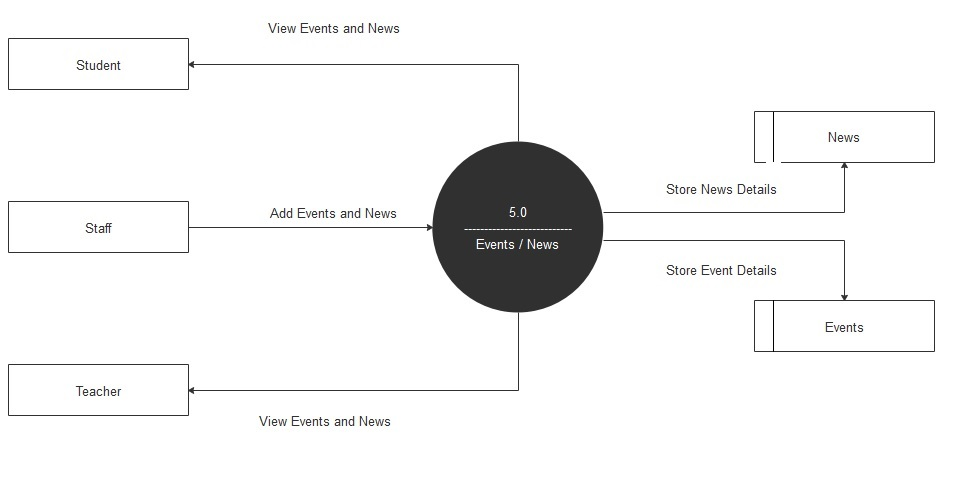 View Events and News
Student
News
Store News Details
5.0
Add Events and News
Staff
---------------------------
Events / News
Store Event Details
Events
Teacher
View Events and News